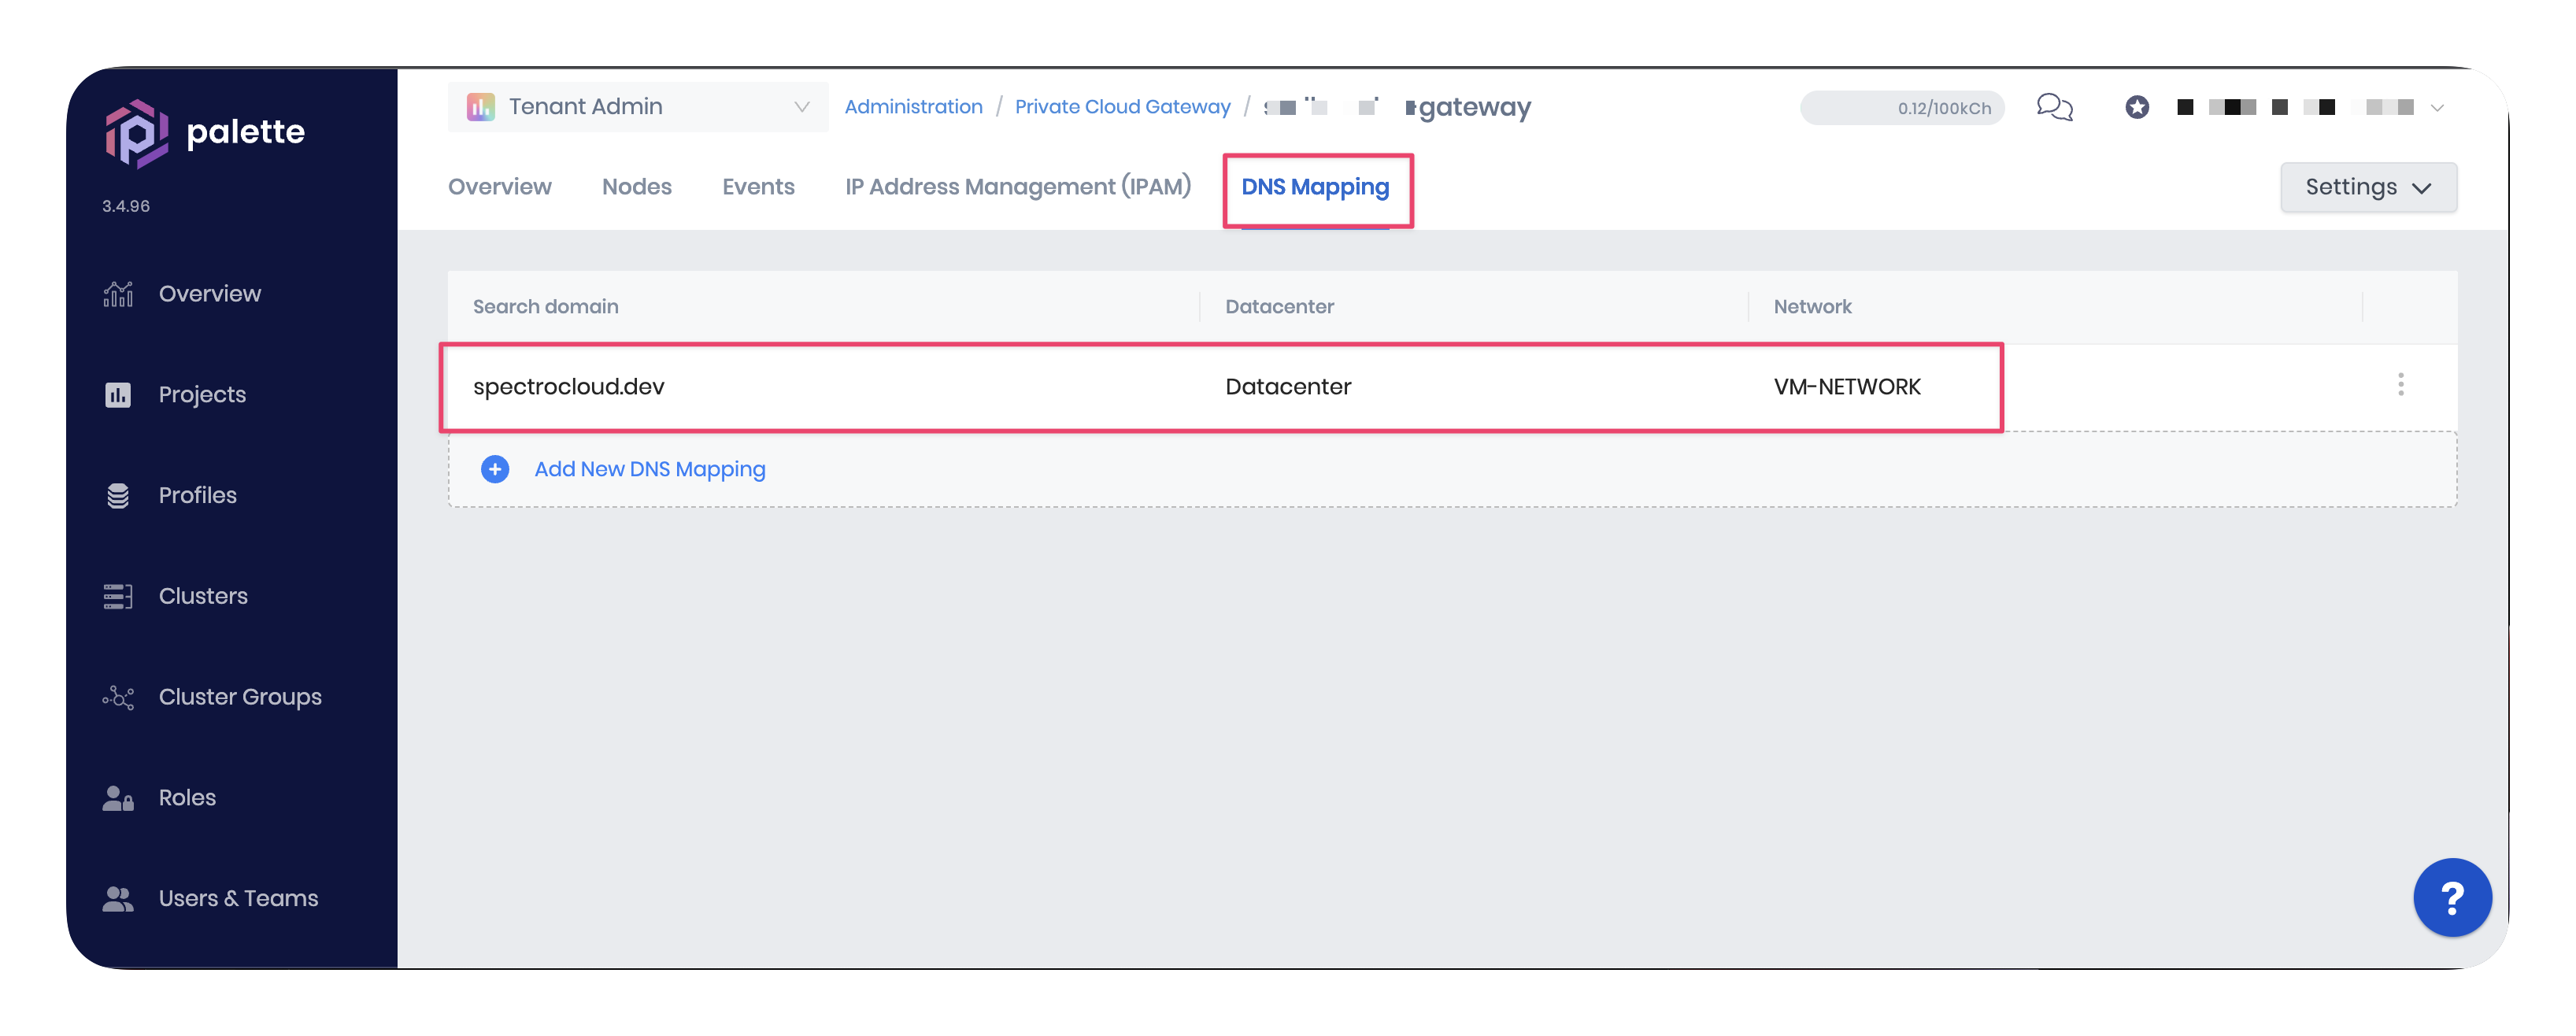 palette
3.4.96
Overview
Projects
Profiles
Clusters
Cluster Groups
Roles
Users & Teams
Tenant Admin
Administration / Private Cloud Gateway / gateway
0.12/100kCh
Overview Nodes Events IP Address Management (IPAM) DNS Mapping
Settings
Search domain Datacenter Network
spectrocloud.dev Datacenter VM-NETWORK
+ Add New DNS Mapping
?